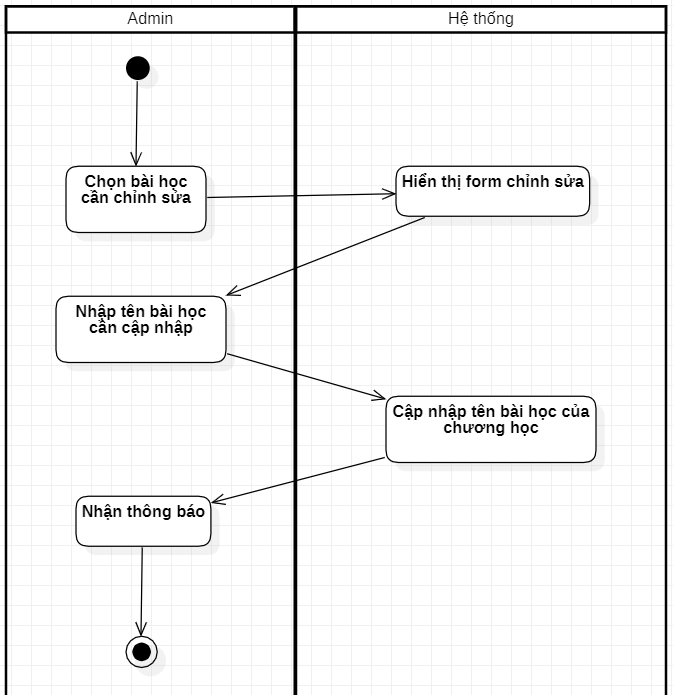 Admin
Hệ thống
Chọn bài học
cần chỉnh sửa
Hiển thị form chỉnh sửa
Nhập tên bài học
cần cập nhập
Cập nhập tên bài học của
chương học
Nhận thông báo